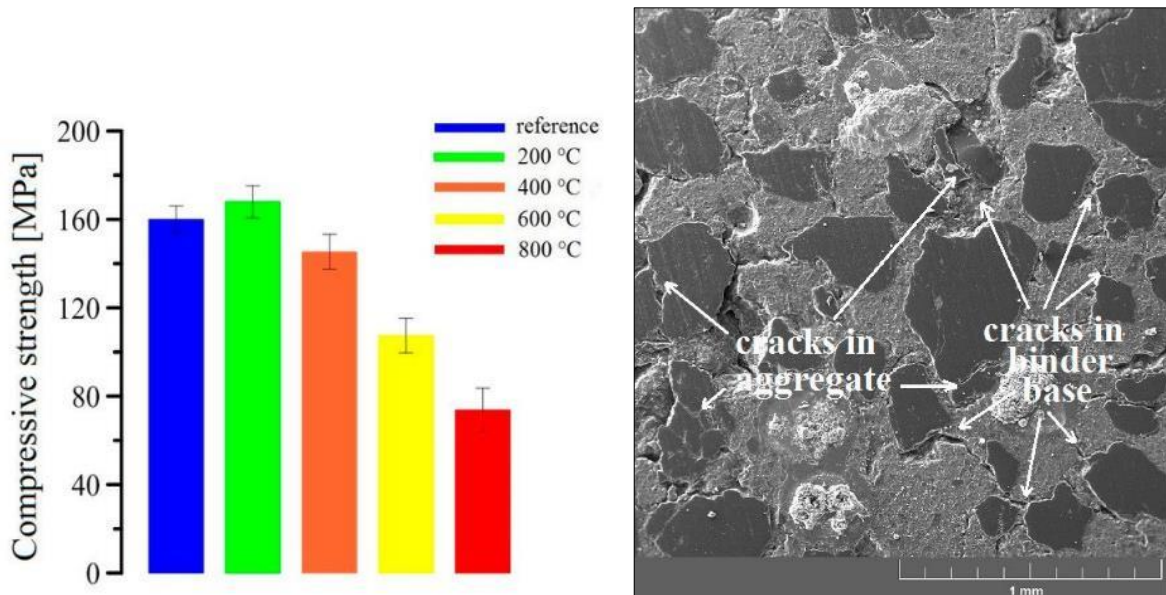 Compressive strength [MPa]
200
160
120
80
40
0
reference
200 °C
400 °C
600 °C
800 °C
cracks in
aggregate
cracks in
binder
base
1 mm